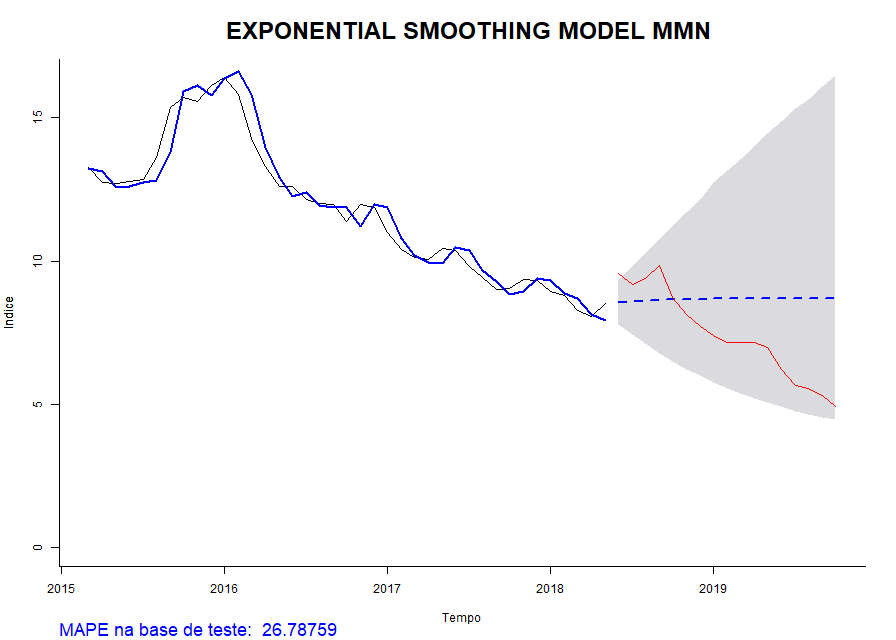 EXPONENTIAL SMOOTHING MODEL MMN
15
10
5
0
Indice
2015 2016 2017 2018 2019
Tempo
MAPE na base de teste: 26.78759